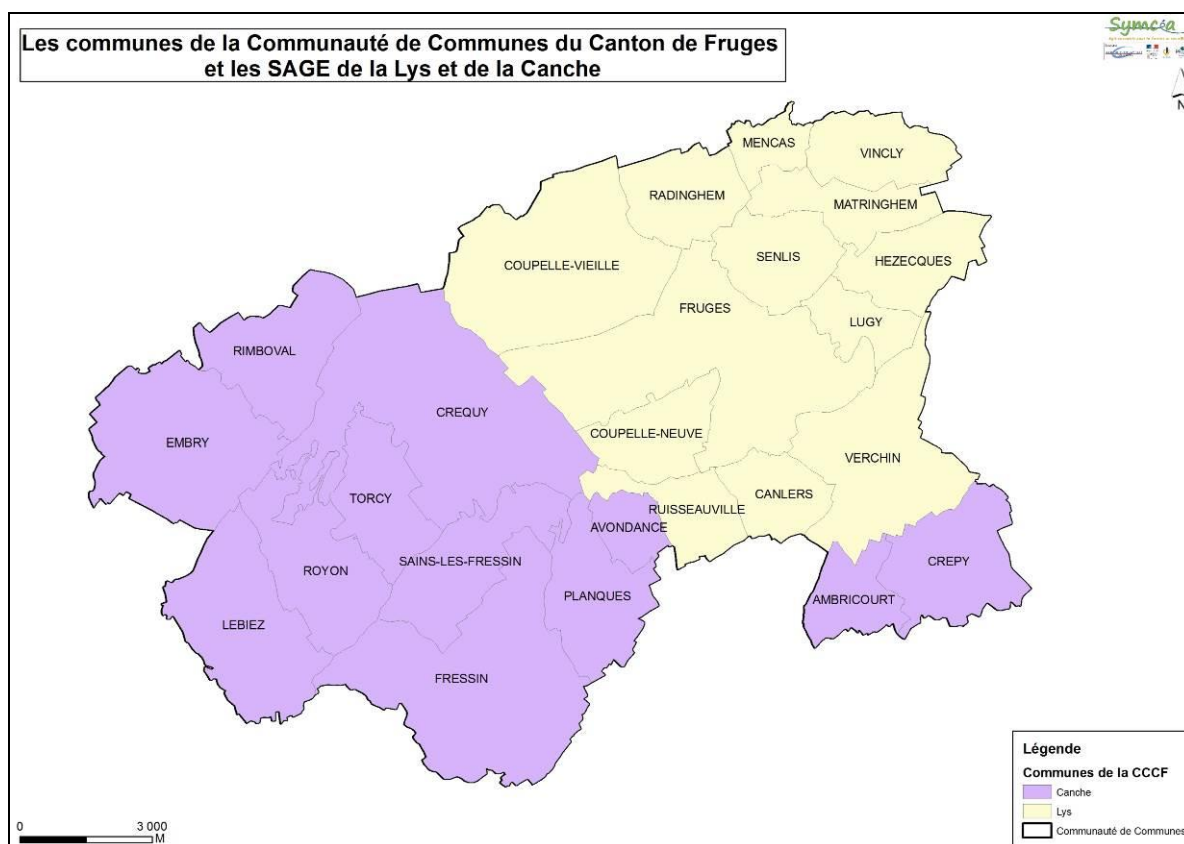 Les communes de la Communauté de Communes du Canton de Fruges
et les SAGE de la Lys et de la Canche
Symcéa
N
MENCAS
VINCLY
RADINGHEM
MATRINGHEM
COUPELLE-VIEILLE
SENLIS
HEZECQUES
FRUGES
LUGY
RIMBOVAL
CREQUY
EMBRY
COUPELLE-NEUVE
VERCHIN
TORCY
CANLERS
RUISSEAUVILLE
AVONDANCE
SAINS-LES-FRESSIN
CREPY
ROYON
PLANQUES
AMBRICOURT
LEBIEZ
FRESSIN
Légende
Communes de la CCCF
Canche
Lys
Communauté de Communes
0 3 000
M